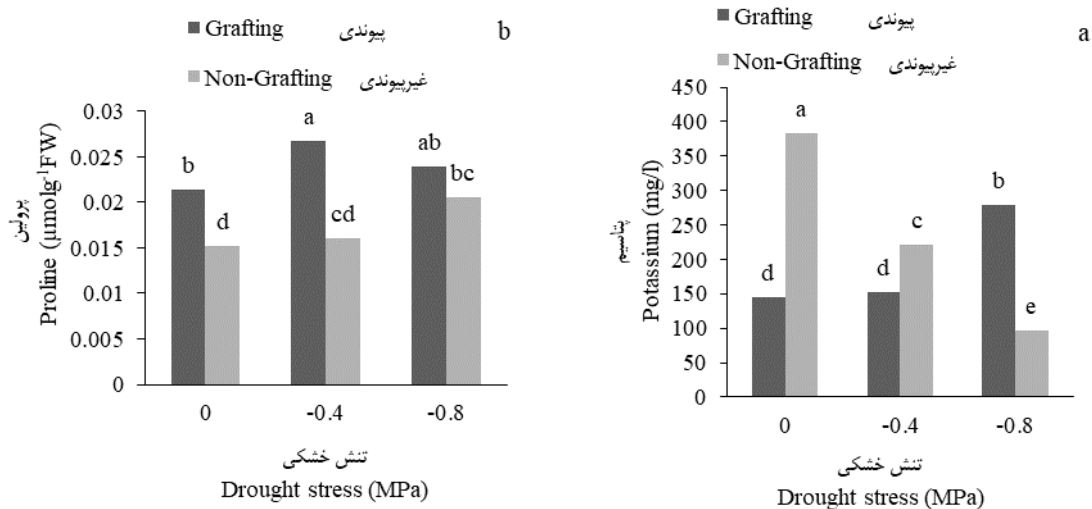 Grafting پیوندی
b
Non-Grafting غیرپیوندی
پرولین
Proline (µmolg⁻¹FW)
0.03
0.025
0.02
0.015
0.01
0.005
0
b
d
a
cd
ab
bc
0
-0.4
-0.8
تنش خشکی
Drought stress (MPa)
Grafting پیوندی
a
Non-Grafting غیرپیوندی
پتاسیم
Potassium (mg/l)
450
400
350
300
250
200
150
100
50
0
d
a
d
c
b
e
0
-0.4
-0.8
تنش خشکی
Drought stress (MPa)